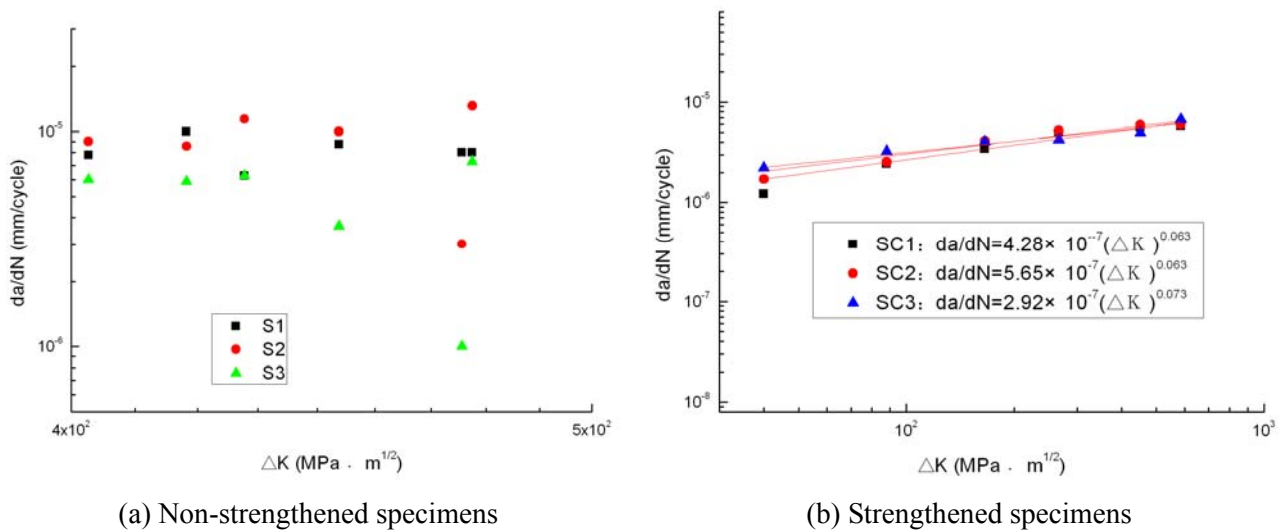 da/dN (mm/cycle)
10⁻⁵
10⁻⁶
S1
S2
S3
4x10²
5x10²
△K (MPa · m^1/2)
(a) Non-strengthened specimens
da/dN (mm/cycle)
10⁻⁵
10⁻⁶
10⁻⁷
10⁻⁸
SC1: da/dN=4.28× 10⁻⁻⁷(△K )^0.063
SC2: da/dN=5.65× 10⁻⁷(△K )^0.063
SC3: da/dN=2.92× 10⁻⁷(△K )^0.073
10²
10³
△K (MPa · m^1/2)
(b) Strengthened specimens